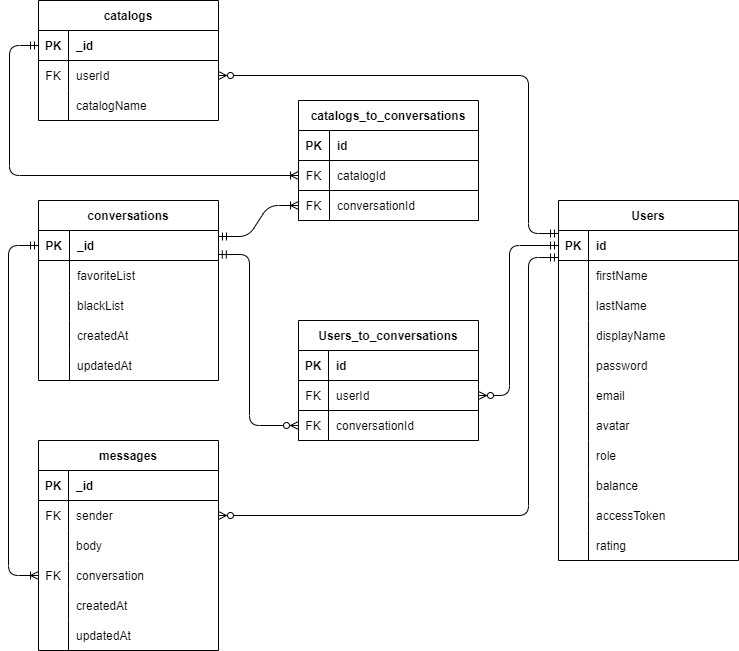 catalogs
PK _id
FK userId
catalogName
catalogs_to_conversations
PK id
FK catalogId
FK conversationId
conversations
PK _id
favoriteList
blackList
createdAt
updatedAt
Users
PK id
firstName
lastName
displayName
password
email
avatar
role
balance
accessToken
rating
Users_to_conversations
PK id
FK userId
FK conversationId
messages
PK _id
FK sender
body
FK conversation
createdAt
updatedAt